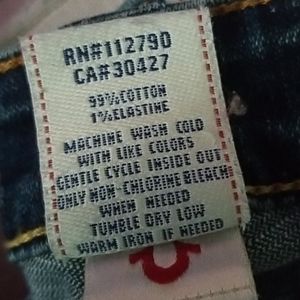 RN#112790
CA#30427
99%COTTON
1%ELASTINE
MACHINE WASH COLD
WITH LIKE COLORS
GENTLE CYCLE INSIDE OUT
ONLY NON-CHLORINE BLEACH
WHEN NEEDED
TUMBLE DRY LOW
WARM IRON IF NEEDED